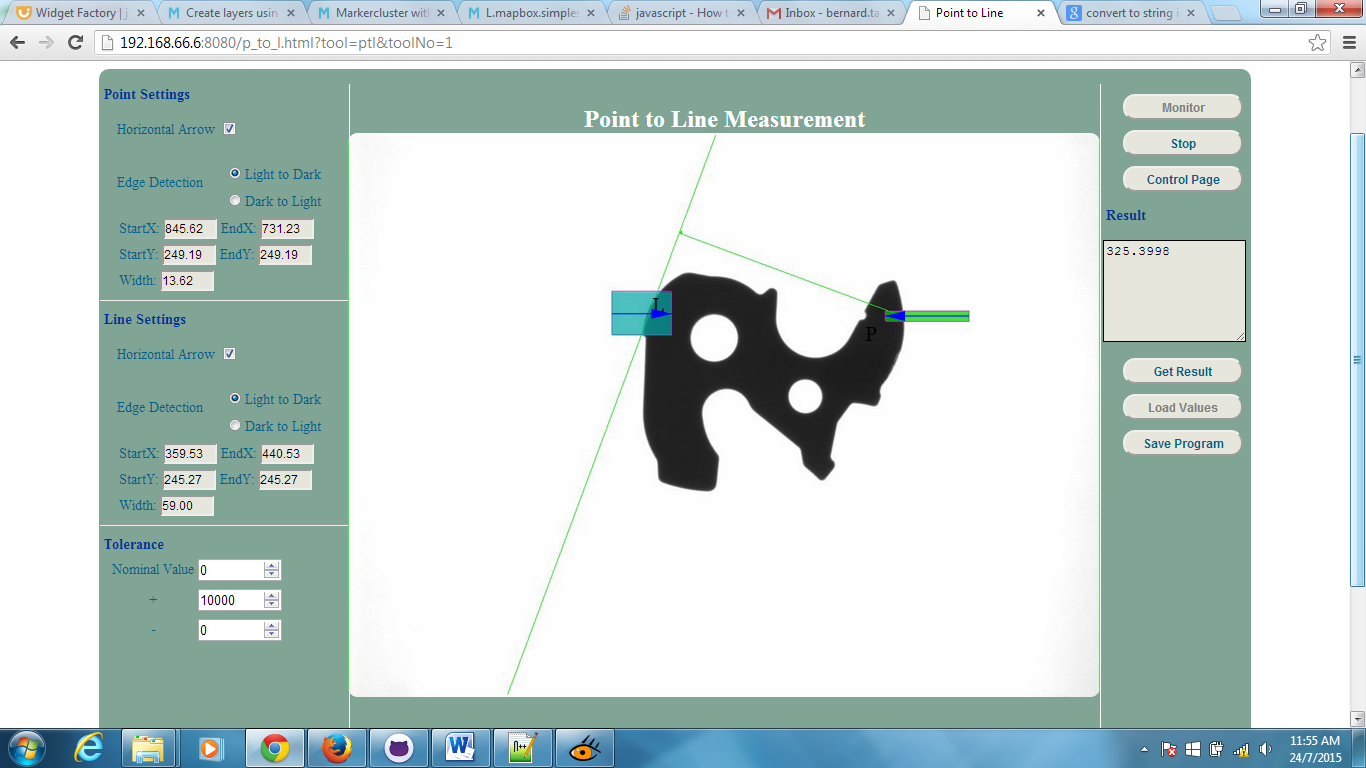 Widget Factory | j
Create layers usin
Markercluster with
L.mapbox.simples
javascript - How t
Inbox - bernard.ta
Point to Line
convert to string i
192.168.66.6:8080/p_to_l.html?tool=ptl&toolNo=1
Point Settings
Horizontal Arrow
Edge Detection
Light to Dark
Dark to Light
StartX: 845.62 EndX: 731.23
StartY: 249.19 EndY: 249.19
Width: 13.62
Line Settings
Horizontal Arrow
Edge Detection
Light to Dark
Dark to Light
StartX: 359.53 EndX: 440.53
StartY: 245.27 EndY: 245.27
Width: 59.00
Tolerance
Nominal Value 0
+ 10000
- 0
Point to Line Measurement
L
P
Monitor
Stop
Control Page
Result
325.3998
Get Result
Load Values
Save Program
11:55 AM
24/7/2015